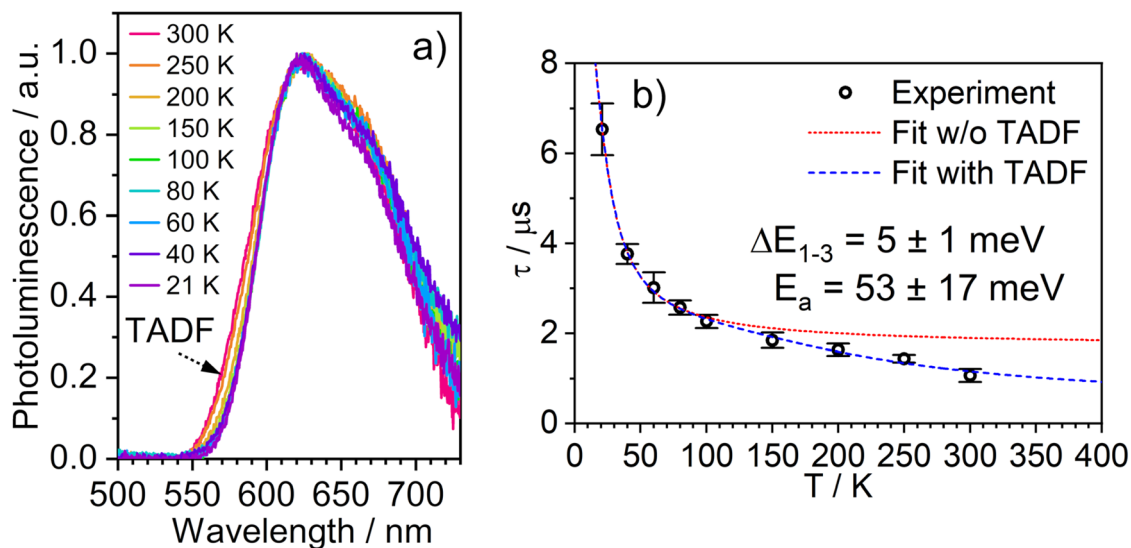 a)
300 K
250 K
200 K
150 K
100 K
80 K
60 K
40 K
21 K
TADF
Photoluminescence / a.u.
1.0
0.8
0.6
0.4
0.2
0.0
500 550 600 650 700
Wavelength / nm
b)
Experiment
Fit w/o TADF
Fit with TADF
ΔE₁₋₃ = 5 ± 1 meV
Eₐ = 53 ± 17 meV
τ / μs
8
6
4
2
0
0 50 100 150 200 250 300 350 400
T / K